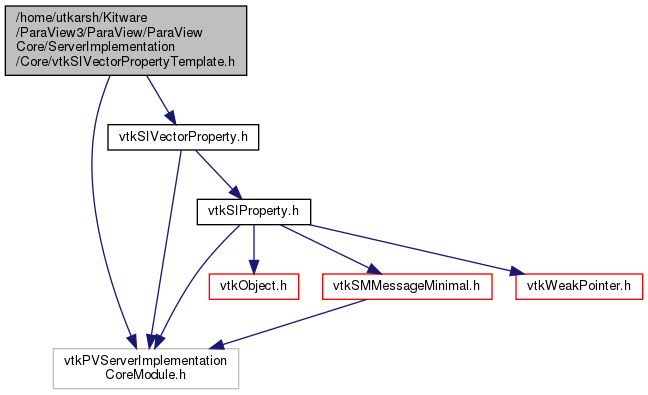 /home/utkarsh/Kitware
/ParaView3/ParaView/ParaView
Core/ServerImplementation
/Core/vtkSIVectorPropertyTemplate.h
vtkSIVectorProperty.h
vtkSIProperty.h
vtkObject.h
vtkSMMessageMinimal.h
vtkWeakPointer.h
vtkPVServerImplementation
CoreModule.h